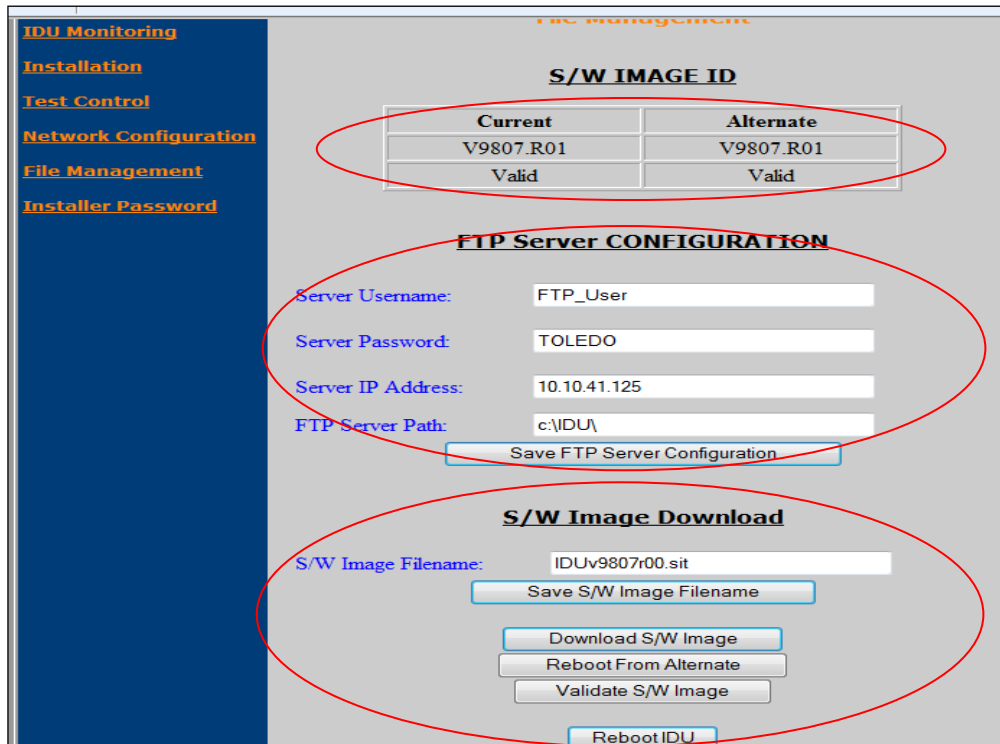 File Management
IDU Monitoring
Installation
Test Control
Network Configuration
File Management
Installer Password
S/W IMAGE ID
Current Alternate
V9807.R01 V9807.R01
Valid Valid
FTP Server CONFIGURATION
Server Username: FTP_User
Server Password: TOLEDO
Server IP Address: 10.10.41.125
FTP Server Path: c:\IDU\
Save FTP Server Configuration
S/W Image Download
S/W Image Filename: IDUv9807r00.sit
Save S/W Image Filename
Download S/W Image
Reboot From Alternate
Validate S/W Image
Reboot IDU